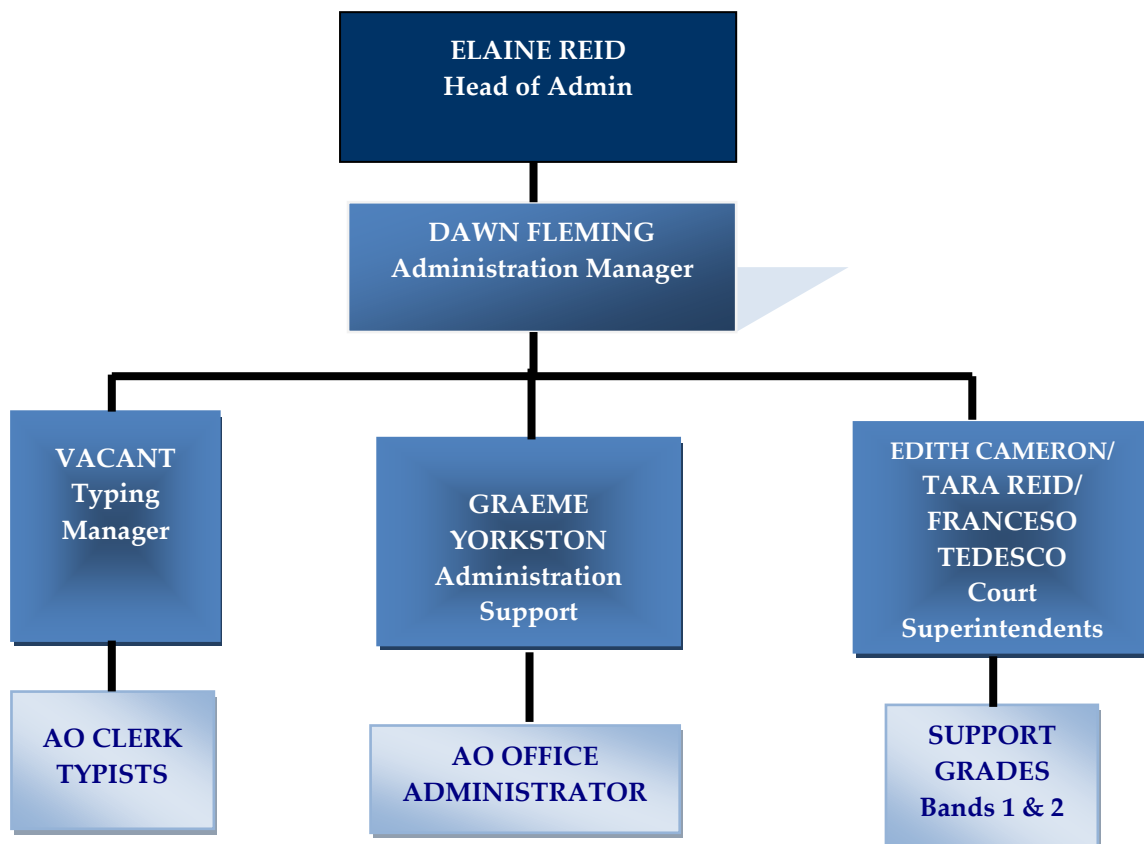 ELAINE REID
Head of Admin
DAWN FLEMING
Administration Manager
VACANT
Typing
Manager
GRAEME
YORKSTON
Administration
Support
EDITH CAMERON/
TARA REID/
FRANCESO
TEDESCO
Court
Superintendents
AO CLERK
TYPISTS
AO OFFICE
ADMINISTRATOR
SUPPORT
GRADES
Bands 1 & 2